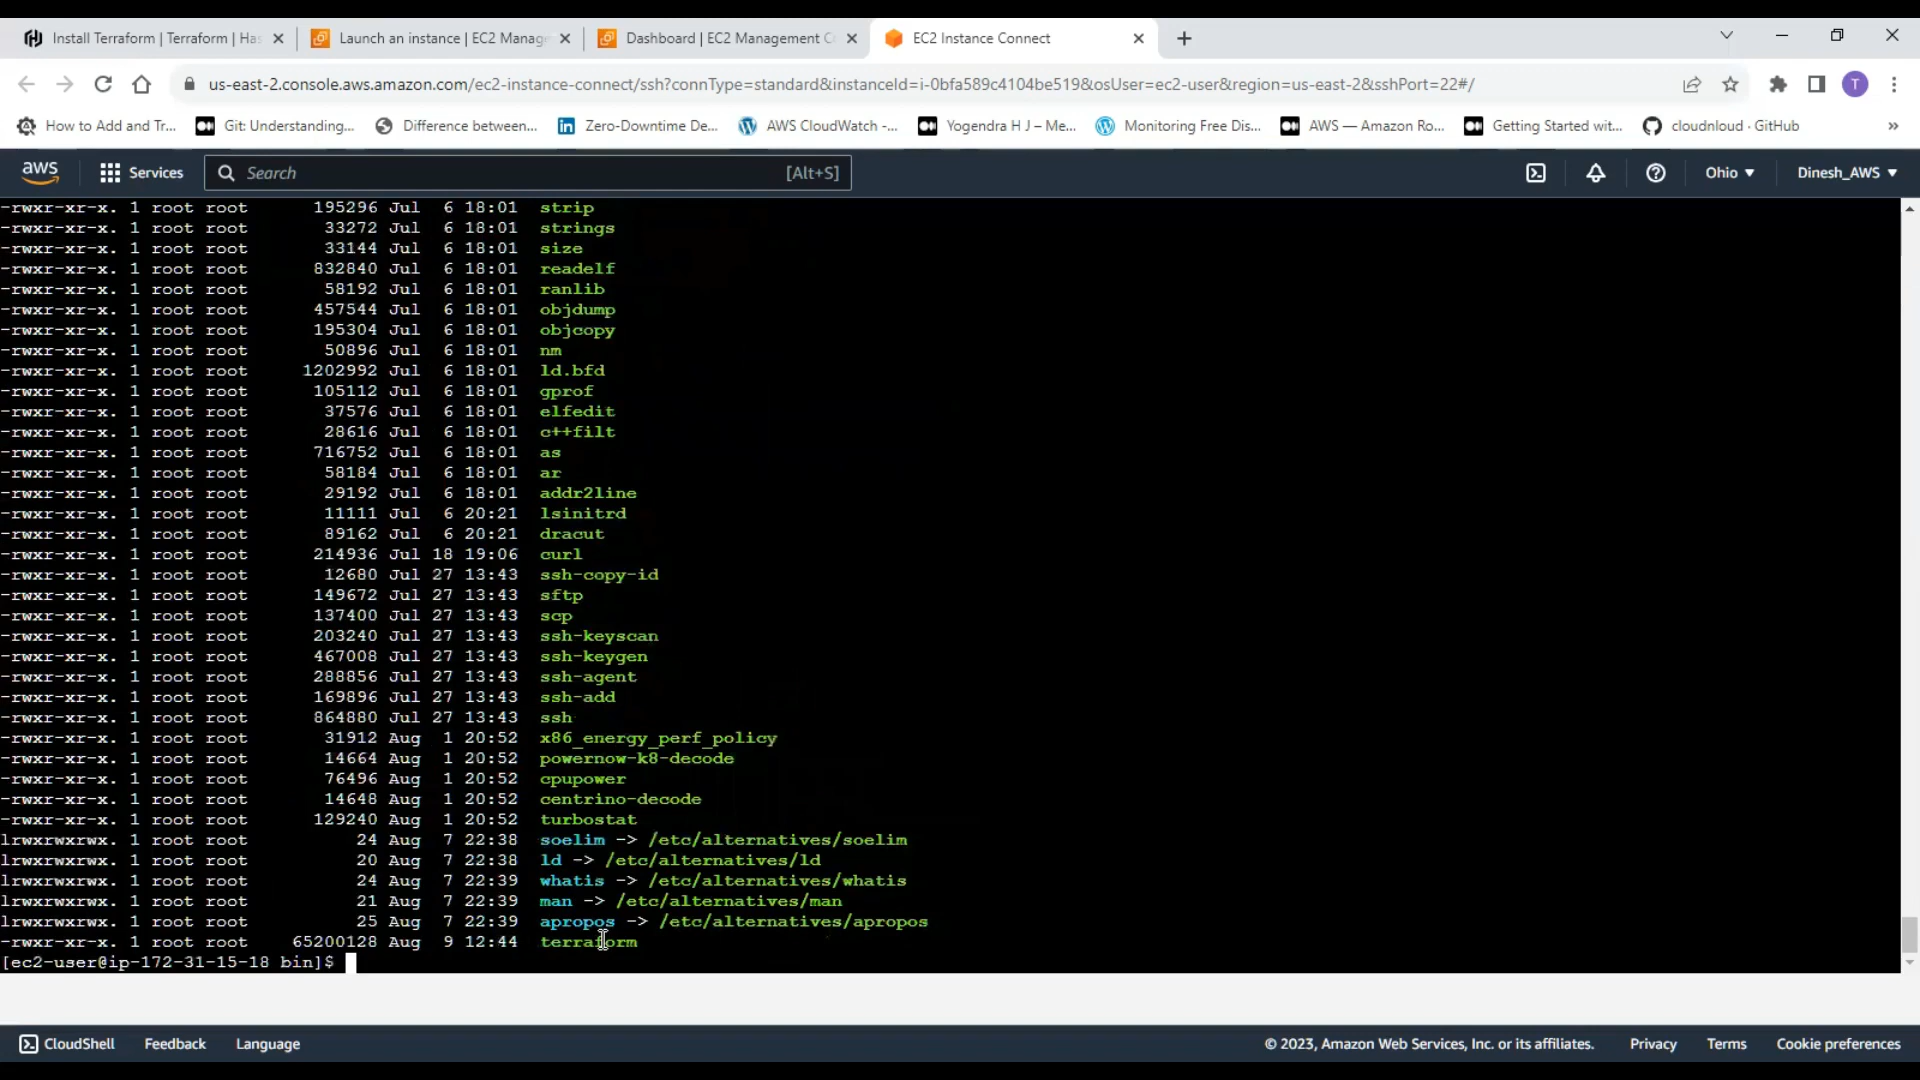 Install Terraform | Terraform | Has
Launch an instance | EC2 Manag
Dashboard | EC2 Management C
EC2 Instance Connect
us-east-2.console.aws.amazon.com/ec2-instance-connect/ssh?connType=standard&instanceId=i-0bfa589c4104be519&osUser=ec2-user&region=us-east-2&sshPort=22#/
T
How to Add and Tr...
Git: Understanding...
Difference between...
Zero-Downtime De...
AWS CloudWatch -...
Yogendra H J – Me...
Monitoring Free Dis...
AWS — Amazon Ro...
Getting Started wit...
cloudnloud · GitHub
»
aws Services Search [Alt+S] Ohio Dinesh_AWS
-rwxr-xr-x. 1 root root 195296 Jul 6 18:01 strip
-rwxr-xr-x. 1 root root 33272 Jul 6 18:01 strings
-rwxr-xr-x. 1 root root 33144 Jul 6 18:01 size
-rwxr-xr-x. 1 root root 832840 Jul 6 18:01 readelf
-rwxr-xr-x. 1 root root 58192 Jul 6 18:01 ranlib
-rwxr-xr-x. 1 root root 457544 Jul 6 18:01 objdump
-rwxr-xr-x. 1 root root 195304 Jul 6 18:01 objcopy
-rwxr-xr-x. 1 root root 50896 Jul 6 18:01 nm
-rwxr-xr-x. 1 root root 1202992 Jul 6 18:01 ld.bfd
-rwxr-xr-x. 1 root root 105112 Jul 6 18:01 gprof
-rwxr-xr-x. 1 root root 37576 Jul 6 18:01 elfedit
-rwxr-xr-x. 1 root root 28616 Jul 6 18:01 c++filt
-rwxr-xr-x. 1 root root 716752 Jul 6 18:01 as
-rwxr-xr-x. 1 root root 58184 Jul 6 18:01 ar
-rwxr-xr-x. 1 root root 29192 Jul 6 18:01 addr2line
-rwxr-xr-x. 1 root root 11111 Jul 6 20:21 lsinitrd
-rwxr-xr-x. 1 root root 89162 Jul 6 20:21 dracut
-rwxr-xr-x. 1 root root 214936 Jul 18 19:06 curl
-rwxr-xr-x. 1 root root 12680 Jul 27 13:43 ssh-copy-id
-rwxr-xr-x. 1 root root 149672 Jul 27 13:43 sftp
-rwxr-xr-x. 1 root root 137400 Jul 27 13:43 scp
-rwxr-xr-x. 1 root root 203240 Jul 27 13:43 ssh-keyscan
-rwxr-xr-x. 1 root root 467008 Jul 27 13:43 ssh-keygen
-rwxr-xr-x. 1 root root 288856 Jul 27 13:43 ssh-agent
-rwxr-xr-x. 1 root root 169896 Jul 27 13:43 ssh-add
-rwxr-xr-x. 1 root root 864880 Jul 27 13:43 ssh
-rwxr-xr-x. 1 root root 31912 Aug 1 20:52 x86_energy_perf_policy
-rwxr-xr-x. 1 root root 14664 Aug 1 20:52 powernow-k8-decode
-rwxr-xr-x. 1 root root 76496 Aug 1 20:52 cpupower
-rwxr-xr-x. 1 root root 14648 Aug 1 20:52 centrino-decode
-rwxr-xr-x. 1 root root 129240 Aug 1 20:52 turbostat
lrwxrwxrwx. 1 root root 24 Aug 7 22:38 soelim -> /etc/alternatives/soelim
lrwxrwxrwx. 1 root root 20 Aug 7 22:38 ld -> /etc/alternatives/ld
lrwxrwxrwx. 1 root root 24 Aug 7 22:39 whatis -> /etc/alternatives/whatis
lrwxrwxrwx. 1 root root 21 Aug 7 22:39 man -> /etc/alternatives/man
lrwxrwxrwx. 1 root root 25 Aug 7 22:39 apropos -> /etc/alternatives/apropos
-rwxr-xr-x. 1 root root 65200128 Aug 9 12:44 terraform
[ec2-user@ip-172-31-15-18 bin]$
CloudShell Feedback Language © 2023, Amazon Web Services, Inc. or its affiliates. Privacy Terms Cookie preferences